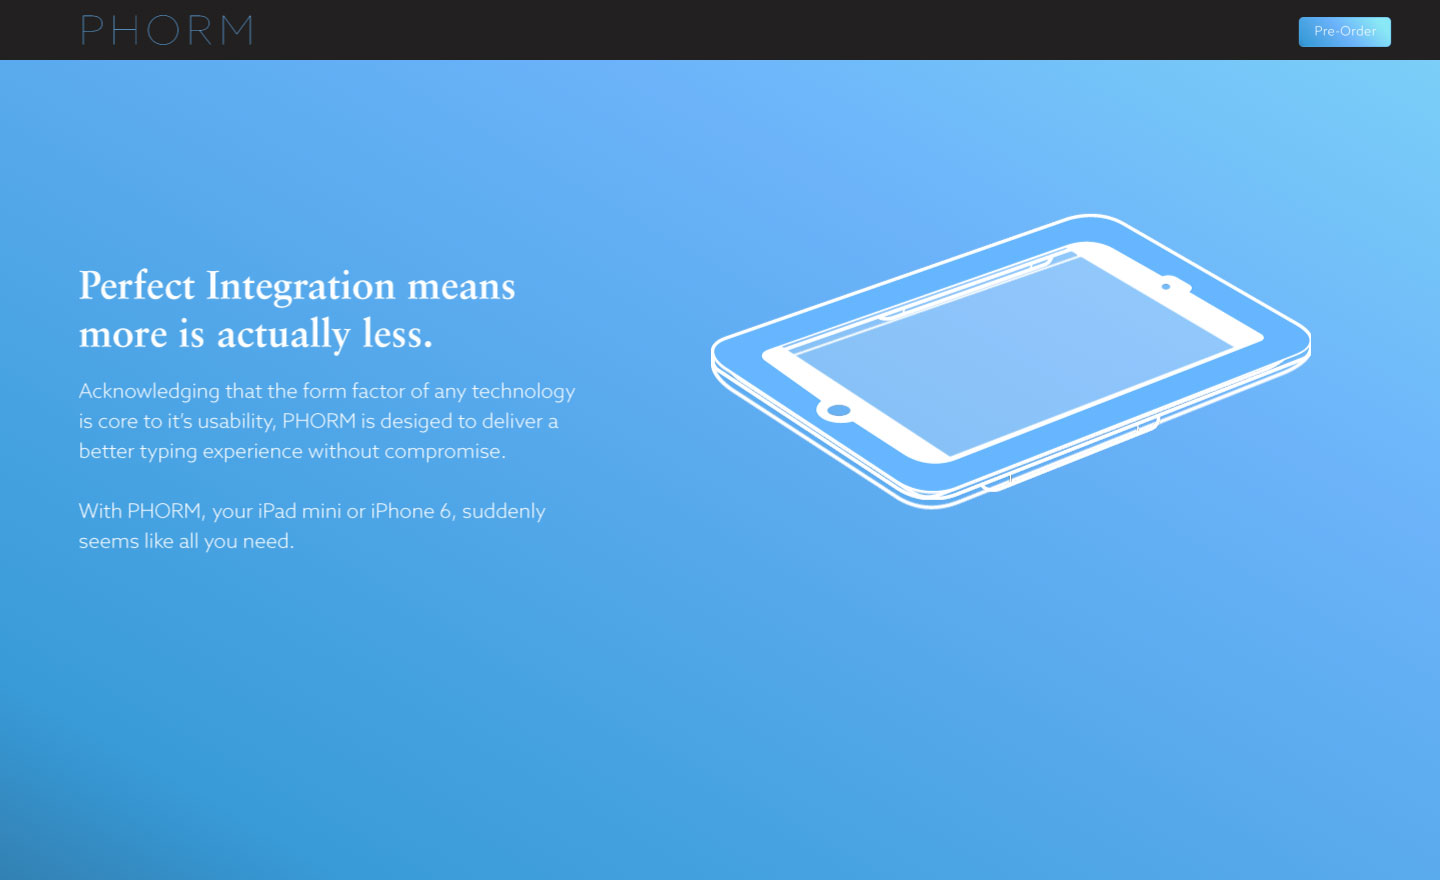 PHORM
Pre-Order
Perfect Integration means
more is actually less.
Acknowledging that the form factor of any technology
is core to it's usability, PHORM is desiged to deliver a
better typing experience without compromise.
With PHORM, your iPad mini or iPhone 6, suddenly
seems like all you need.